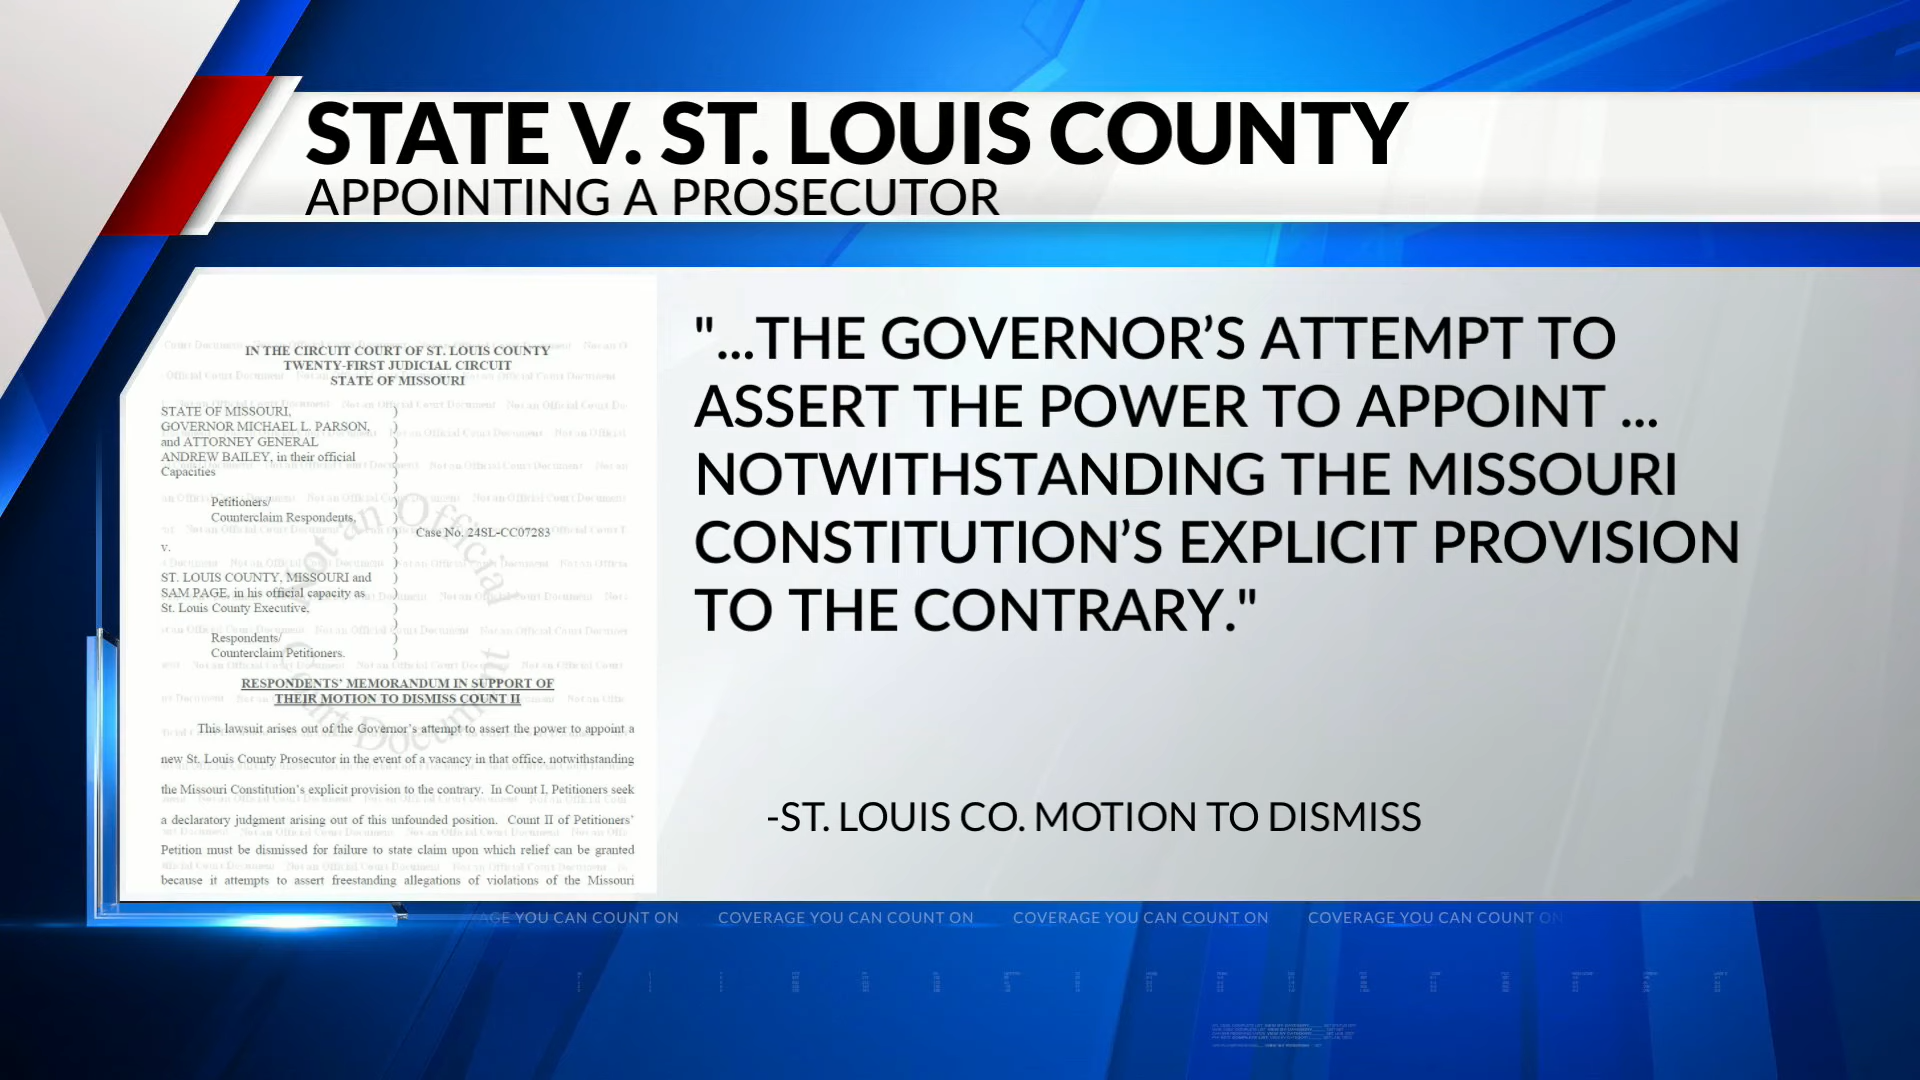 STATE V. ST. LOUIS COUNTY
APPOINTING A PROSECUTOR
IN THE CIRCUIT COURT OF ST. LOUIS COUNTY
TWENTY-FIRST JUDICIAL CIRCUIT
STATE OF MISSOURI
STATE OF MISSOURI, )
GOVERNOR MICHAEL L. PARSON, )
and ATTORNEY GENERAL )
ANDREW BAILEY, in their official )
Capacities )
Petitioners/ )
Counterclaim Respondents, )
Case No. 24SL-CC07283
v. )
ST. LOUIS COUNTY, MISSOURI and )
SAM PAGE, in his official capacity as )
St. Louis County Executive, )
Respondents/ )
Counterclaim Petitioners. )
RESPONDENTS' MEMORANDUM IN SUPPORT OF
THEIR MOTION TO DISMISS COUNT II
This lawsuit arises out of the Governor's attempt to assert the power to appoint a
new St. Louis County Prosecutor in the event of a vacancy in that office, notwithstanding
the Missouri Constitution's explicit provision to the contrary. In Count I, Petitioners seek
a declaratory judgment arising out of this unfounded position. Count II of Petitioners'
Petition must be dismissed for failure to state claim upon which relief can be granted
because it attempts to assert freestanding allegations of violations of the Missouri
Not an Official
Court Document
"...THE GOVERNOR'S ATTEMPT TO
ASSERT THE POWER TO APPOINT ...
NOTWITHSTANDING THE MISSOURI
CONSTITUTION'S EXPLICIT PROVISION
TO THE CONTRARY."
-ST. LOUIS CO. MOTION TO DISMISS
AGE YOU CAN COUNT ON COVERAGE YOU CAN COUNT ON COVERAGE YOU CAN COUNT ON COVERAGE YOU CAN COUNT ON